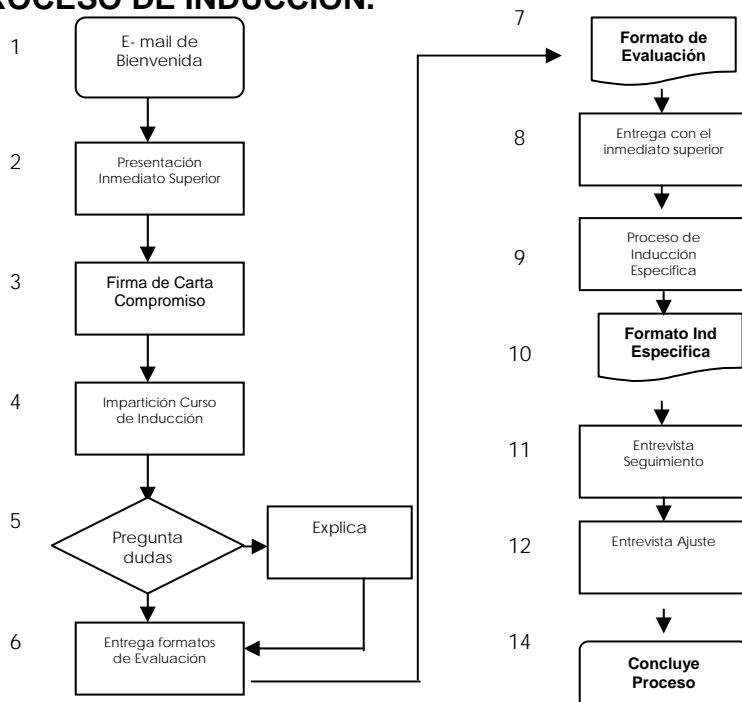 PROCESO DE INDUCCIÓN.
1
E- mail de
Bienvenida
2
Presentación
Inmediato Superior
3
Firma de Carta
Compromiso
4
Impartición Curso
de Inducción
5
Pregunta
dudas
Explica
6
Entrega formatos
de Evaluación
7
Formato de
Evaluación
8
Entrega con el
inmediato superior
9
Proceso de
Inducción
Especifica
10
Formato Ind
Especifica
11
Entrevista
Seguimiento
12
Entrevista Ajuste
14
Concluye
Proceso